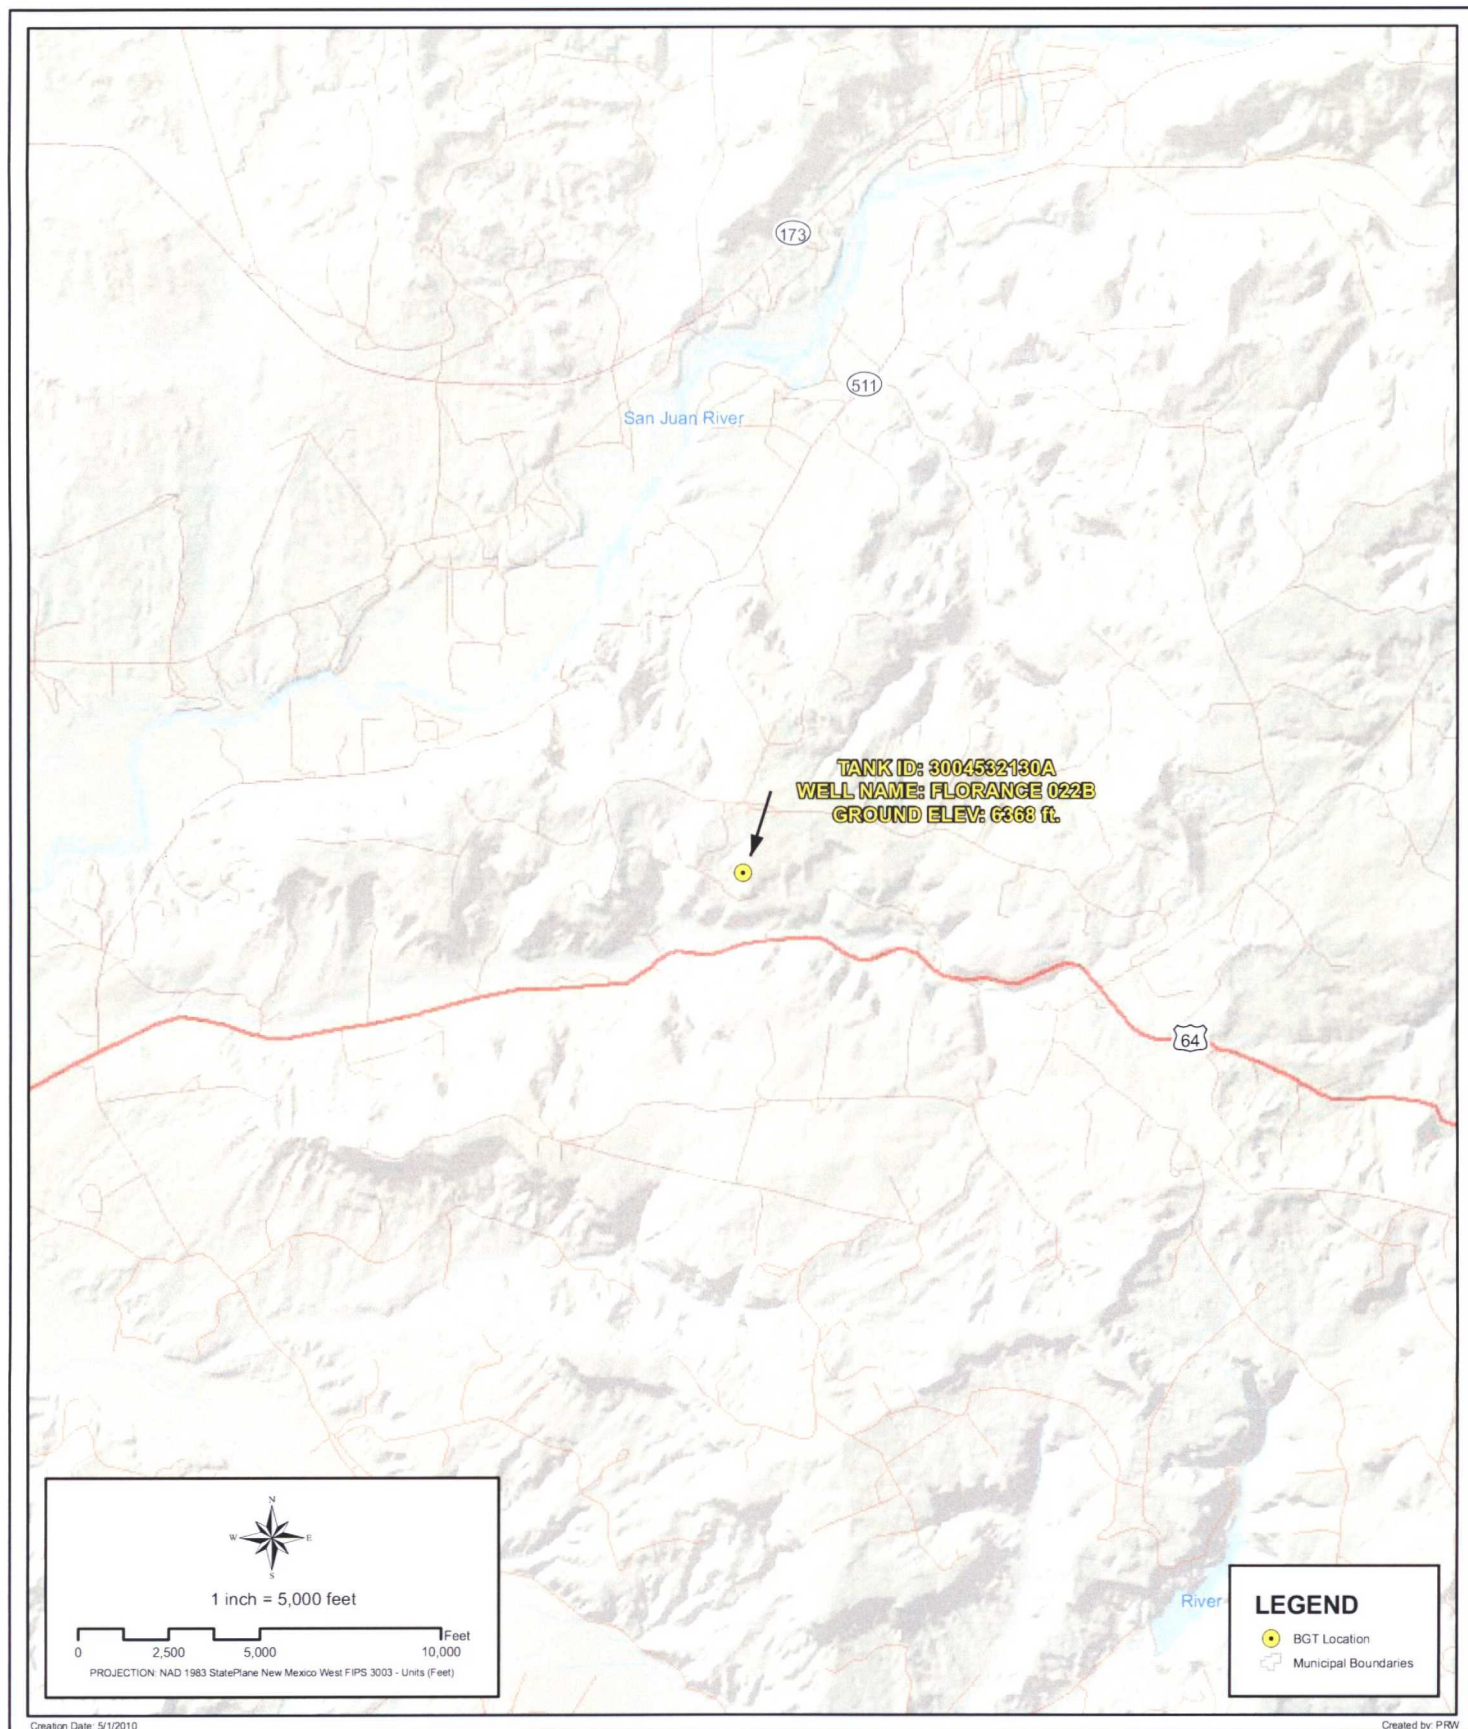 173
511
San Juan River
TANK ID: 3004532130A
WELL NAME: FLORANCE 022B
GROUND ELEV: 6368 ft.
64
N
W E
S
1 inch = 5,000 feet
Feet
0 2,500 5,000 10,000
PROJECTION: NAD 1983 StatePlane New Mexico West FIPS 3003 - Units (Feet)
River
LEGEND
BGT Location
Municipal Boundaries
Creation Date: 5/1/2010
Created by: PRW